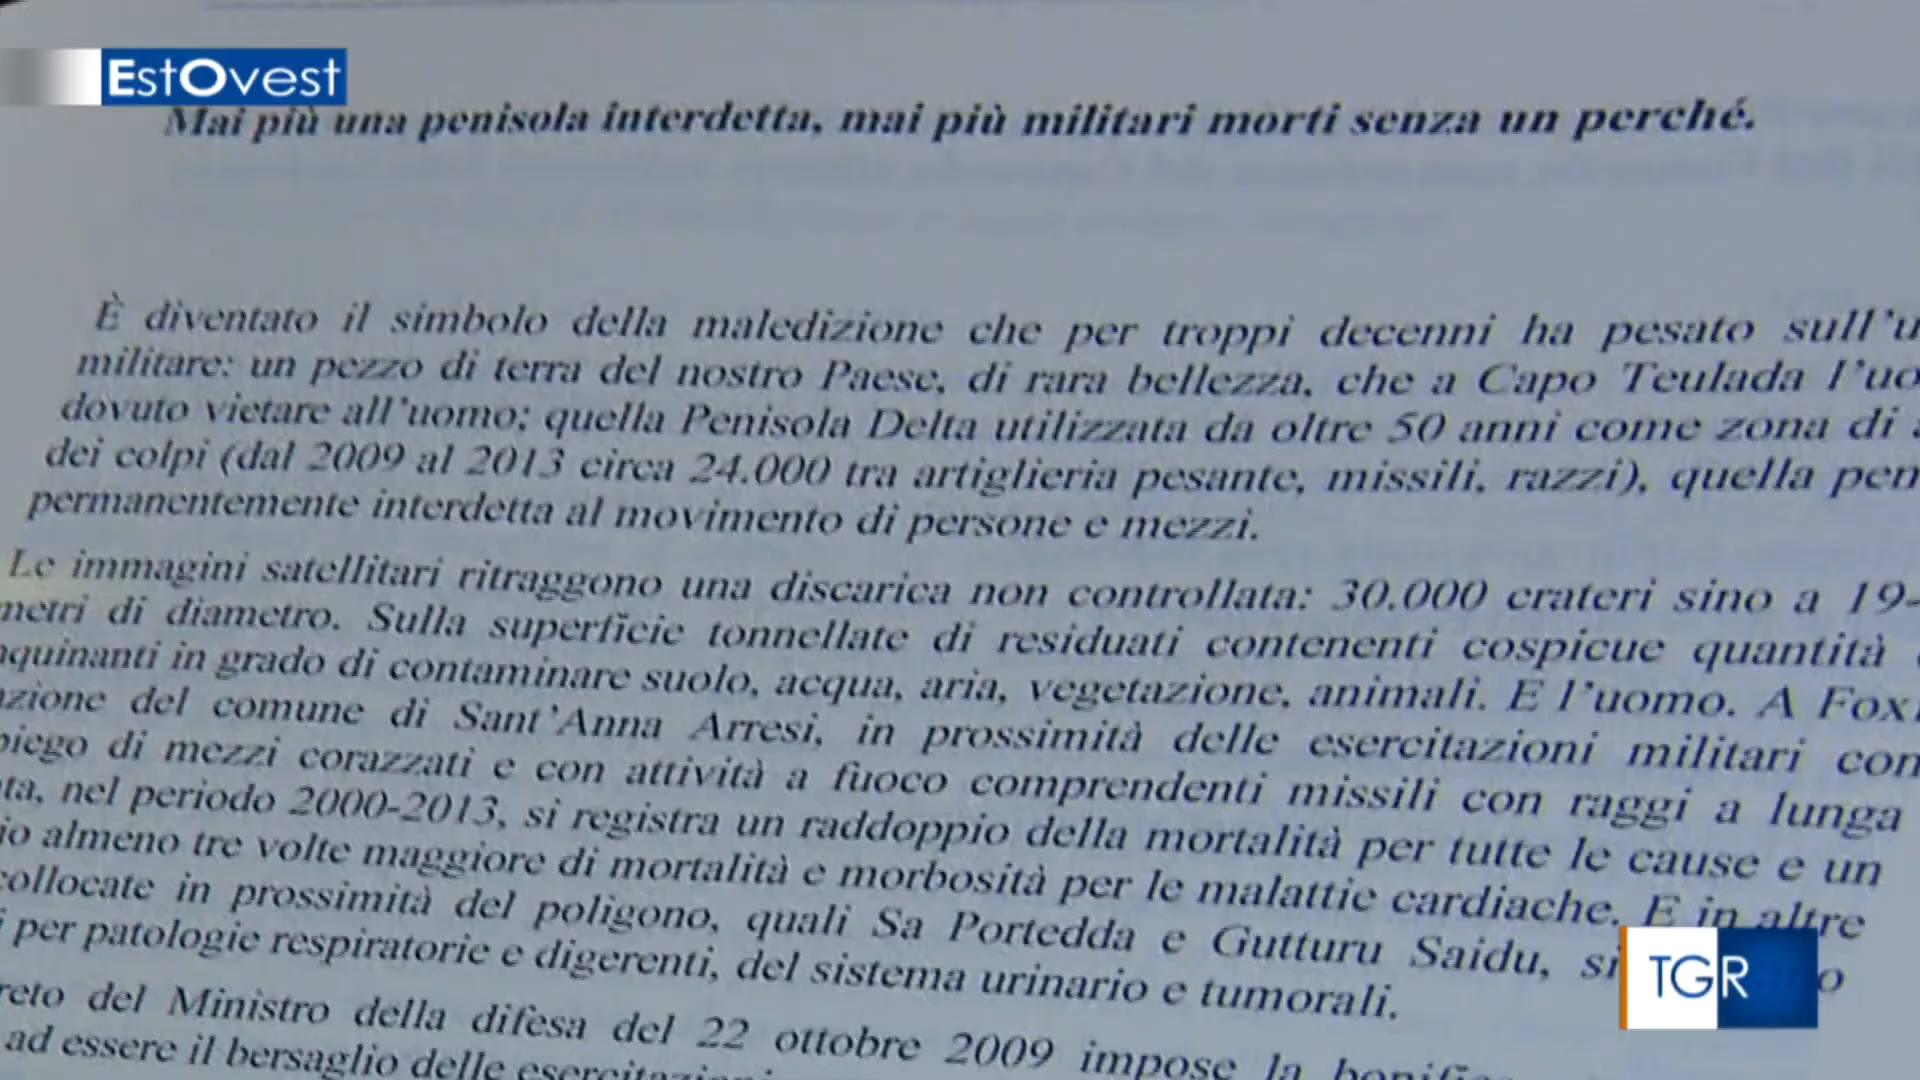 EstOvest
Mai più una penisola interdetta, mai più militari morti senza un perché.
È diventato il simbolo della maledizione che per troppi decenni ha pesato sull'u
militare: un pezzo di terra del nostro Paese, di rara bellezza, che a Capo Teulada l'uo
dovuto vietare all'uomo; quella Penisola Delta utilizzata da oltre 50 anni come zona di
dei colpi (dal 2009 al 2013 circa 24.000 tra artiglieria pesante, missili, razzi), quella pen
permanentemente interdetta al movimento di persone e mezzi.
Le immagini satellitari ritraggono una discarica non controllata: 30.000 crateri sino a 19-
metri di diametro. Sulla superficie tonnellate di residuati contenenti cospicue quantità
nquinanti in grado di contaminare suolo, acqua, aria, vegetazione, animali. E l'uomo. A Foxi
azione del comune di Sant'Anna Arresi, in prossimità delle esercitazioni militari con
piego di mezzi corazzati e con attività a fuoco comprendenti missili con raggi a lunga
ta, nel periodo 2000-2013, si registra un raddoppio della mortalità per tutte le cause e un
io almeno tre volte maggiore di mortalità e morbosità per le malattie cardiache. E in altre
collocate in prossimità del poligono, quali Sa Portedda e Gutturu Saidu, si
i per patologie respiratorie e digerenti, del sistema urinario e tumorali.
reto del Ministro della difesa del 22 ottobre 2009 impose la bonific
ad essere il bersaglio delle esercitazioni
TGR